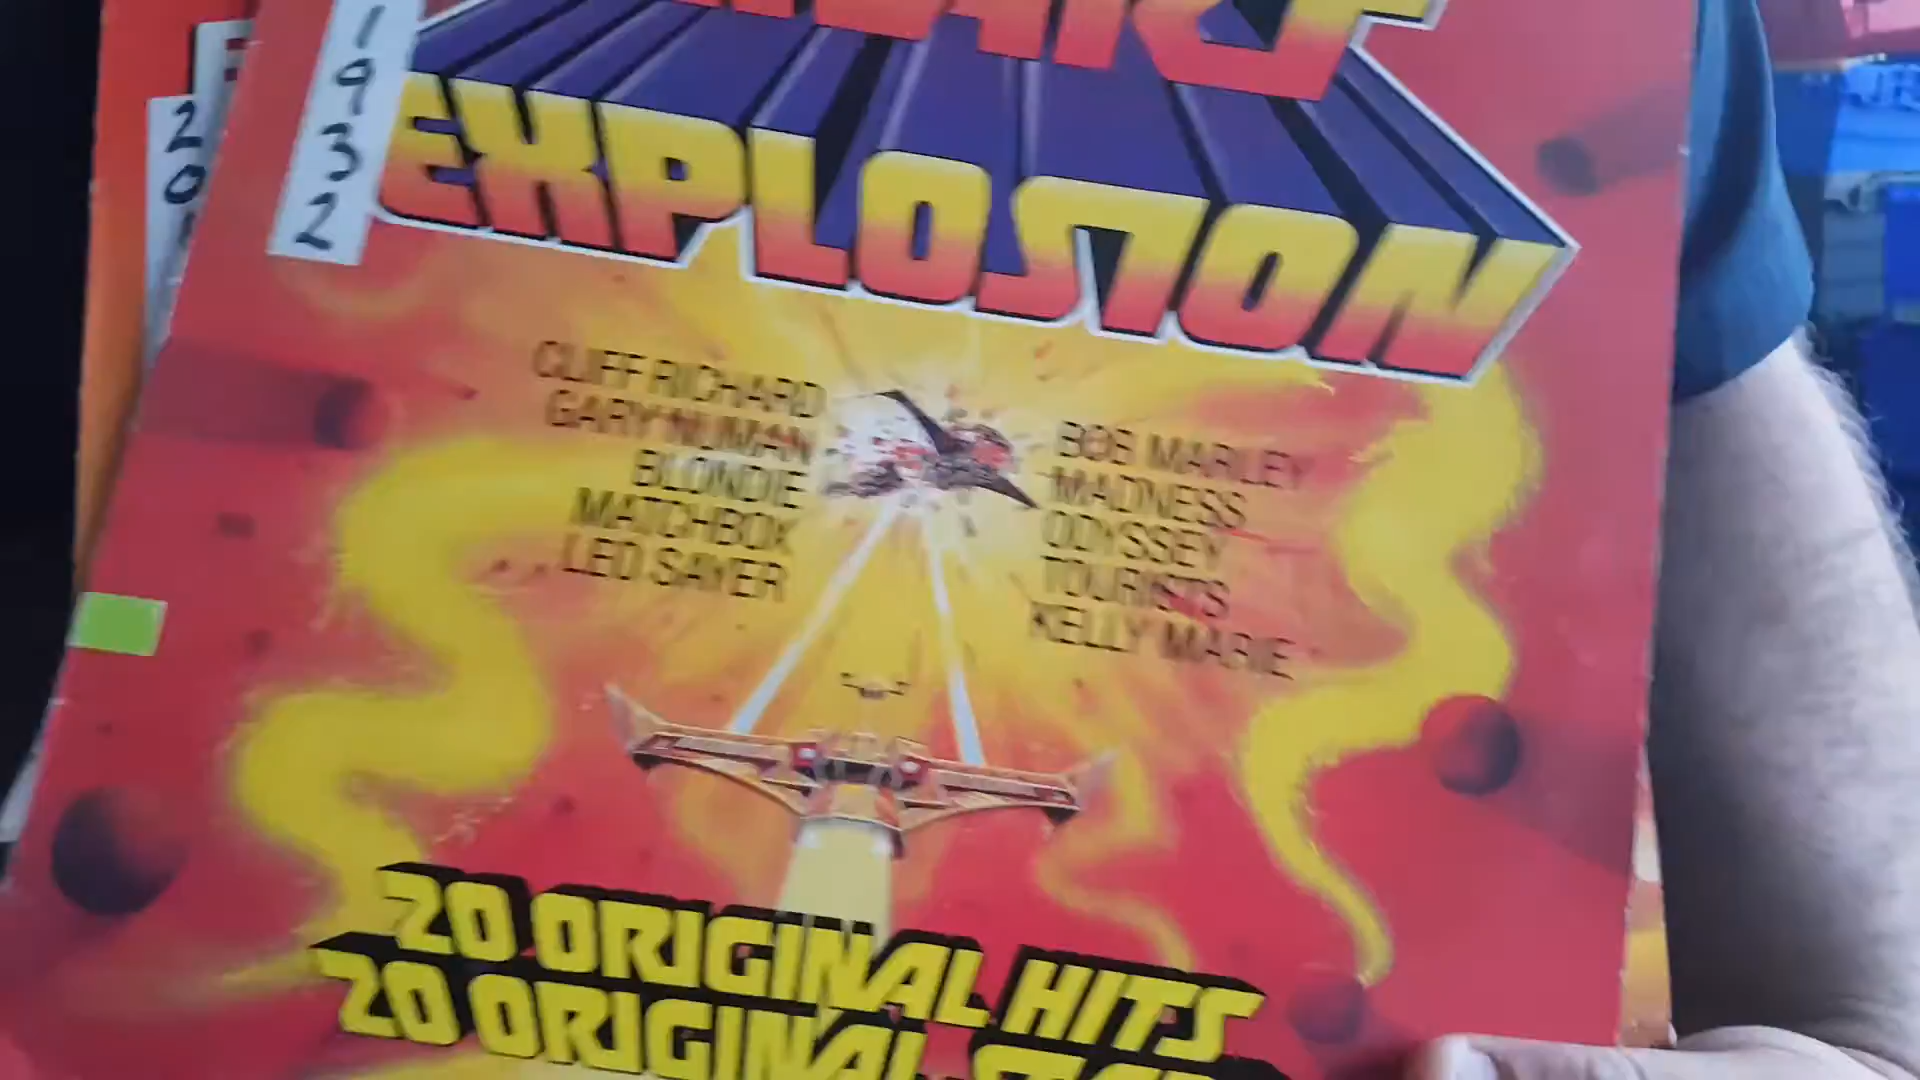 1932
201
EXPLOSION
CLIFF RICHARD
GARY NUMAN
BLONDIE
MATCHBOX
LEO SAYER
BOB MARLEY
MADNESS
ODYSSEY
TOURISTS
KELLY MARIE
20 ORIGINAL HITS
20 ORIGINAL